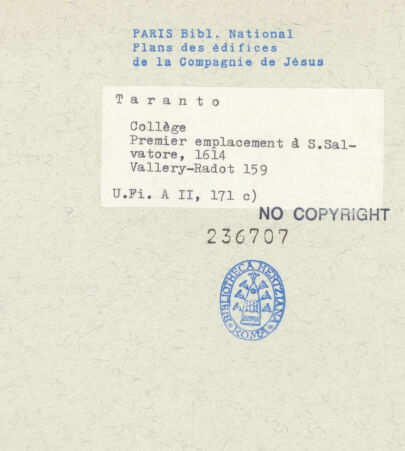 PARIS Bibl. National
Plans des édifices
de la Compagnie de Jésus
Taranto
Collège
Premier emplacement à S.Sal-
vatore, 1614
Vallery-Radot 159
U.Fi. A II, 171 c)
NO COPYRIGHT
236707
BIBLIOTHECA HERTZIANA
ROMA